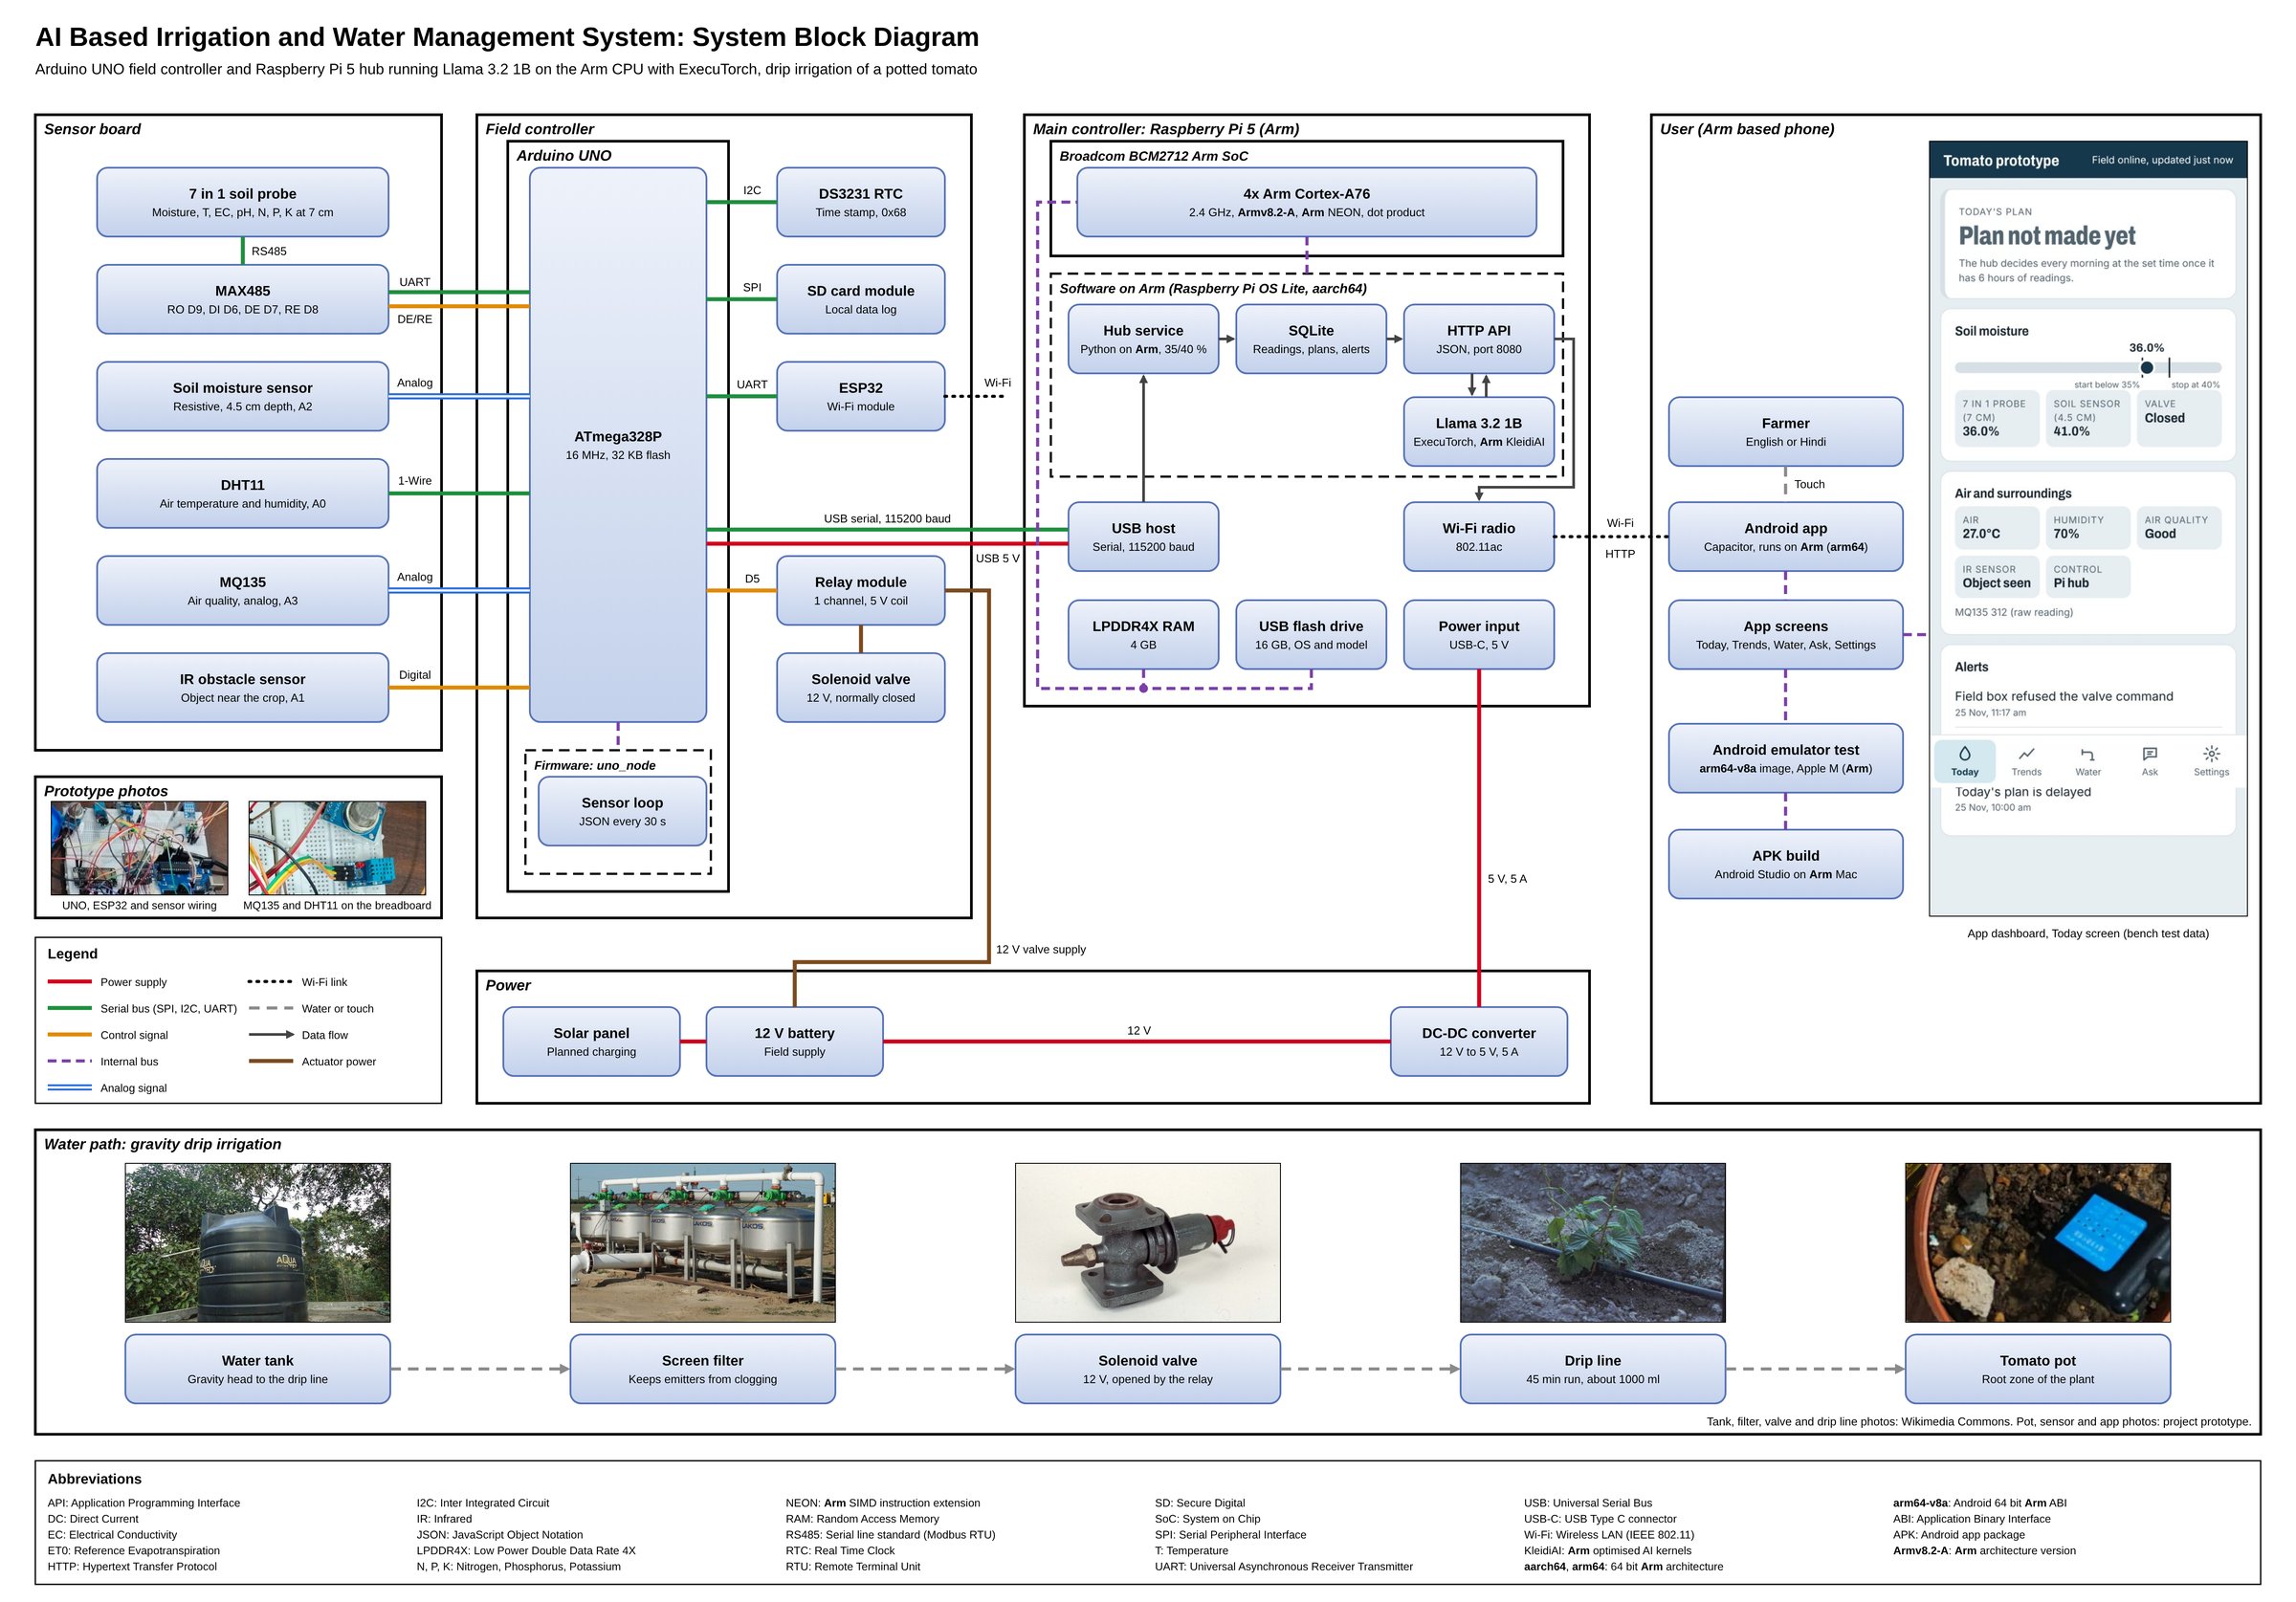 AI Based Irrigation and Water Management System: System Block Diagram
Arduino UNO field controller and Raspberry Pi 5 hub running Llama 3.2 1B on the Arm CPU with ExecuTorch, drip irrigation of a potted tomato
Sensor board
7 in 1 soil probe
Moisture, T, EC, pH, N, P, K at 7 cm
RS485
MAX485
RO D9, DI D6, DE D7, RE D8
UART
DE/RE
Soil moisture sensor
Resistive, 4.5 cm depth, A2
Analog
DHT11
Air temperature and humidity, A0
1-Wire
MQ135
Air quality, analog, A3
Analog
IR obstacle sensor
Object near the crop, A1
Digital
Field controller
Arduino UNO
ATmega328P
16 MHz, 32 KB flash
Firmware: uno_node
Sensor loop
JSON every 30 s
I2C
DS3231 RTC
Time stamp, 0x68
SPI
SD card module
Local data log
UART
ESP32
Wi-Fi module
Wi-Fi
USB serial, 115200 baud
USB 5 V
D5
Relay module
1 channel, 5 V coil
Solenoid valve
12 V, normally closed
Main controller: Raspberry Pi 5 (Arm)
Broadcom BCM2712 Arm SoC
4x Arm Cortex-A76
2.4 GHz, Armv8.2-A, Arm NEON, dot product
Software on Arm (Raspberry Pi OS Lite, aarch64)
Hub service
Python on Arm, 35/40 %
SQLite
Readings, plans, alerts
HTTP API
JSON, port 8080
Llama 3.2 1B
ExecuTorch, Arm KleidiAI
USB host
Serial, 115200 baud
Wi-Fi radio
802.11ac
LPDDR4X RAM
4 GB
USB flash drive
16 GB, OS and model
Power input
USB-C, 5 V
Wi-Fi
HTTP
5 V, 5 A
User (Arm based phone)
Farmer
English or Hindi
Touch
Android app
Capacitor, runs on Arm (arm64)
App screens
Today, Trends, Water, Ask, Settings
Android emulator test
arm64-v8a image, Apple M (Arm)
APK build
Android Studio on Arm Mac
Tomato prototype
Field online, updated just now
TODAY'S PLAN
Plan not made yet
The hub decides every morning at the set time once it
has 6 hours of readings.
Soil moisture
36.0%
start below 35%
stop at 40%
7 IN 1 PROBE
(7 CM)
36.0%
SOIL SENSOR
(4.5 CM)
41.0%
VALVE
Closed
Air and surroundings
AIR
27.0°C
HUMIDITY
70%
AIR QUALITY
Good
IR SENSOR
Object seen
CONTROL
Pi hub
MQ135 312 (raw reading)
Alerts
Field box refused the valve command
25 Nov, 11:17 am
Today
Trends
Water
Ask
Settings
Today's plan is delayed
25 Nov, 10:00 am
App dashboard, Today screen (bench test data)
Prototype photos
UNO, ESP32 and sensor wiring
MQ135 and DHT11 on the breadboard
Legend
Power supply
Serial bus (SPI, I2C, UART)
Control signal
Internal bus
Analog signal
Wi-Fi link
Water or touch
Data flow
Actuator power
12 V valve supply
Power
Solar panel
Planned charging
12 V battery
Field supply
12 V
DC-DC converter
12 V to 5 V, 5 A
Water path: gravity drip irrigation
AQUA
LAKOS
Water tank
Gravity head to the drip line
Screen filter
Keeps emitters from clogging
Solenoid valve
12 V, opened by the relay
Drip line
45 min run, about 1000 ml
Tomato pot
Root zone of the plant
Tank, filter, valve and drip line photos: Wikimedia Commons. Pot, sensor and app photos: project prototype.
Abbreviations
API: Application Programming Interface
DC: Direct Current
EC: Electrical Conductivity
ET0: Reference Evapotranspiration
HTTP: Hypertext Transfer Protocol
I2C: Inter Integrated Circuit
IR: Infrared
JSON: JavaScript Object Notation
LPDDR4X: Low Power Double Data Rate 4X
N, P, K: Nitrogen, Phosphorus, Potassium
NEON: Arm SIMD instruction extension
RAM: Random Access Memory
RS485: Serial line standard (Modbus RTU)
RTC: Real Time Clock
RTU: Remote Terminal Unit
SD: Secure Digital
SoC: System on Chip
SPI: Serial Peripheral Interface
T: Temperature
UART: Universal Asynchronous Receiver Transmitter
USB: Universal Serial Bus
USB-C: USB Type C connector
Wi-Fi: Wireless LAN (IEEE 802.11)
KleidiAI: Arm optimised AI kernels
aarch64, arm64: 64 bit Arm architecture
arm64-v8a: Android 64 bit Arm ABI
ABI: Application Binary Interface
APK: Android app package
Armv8.2-A: Arm architecture version